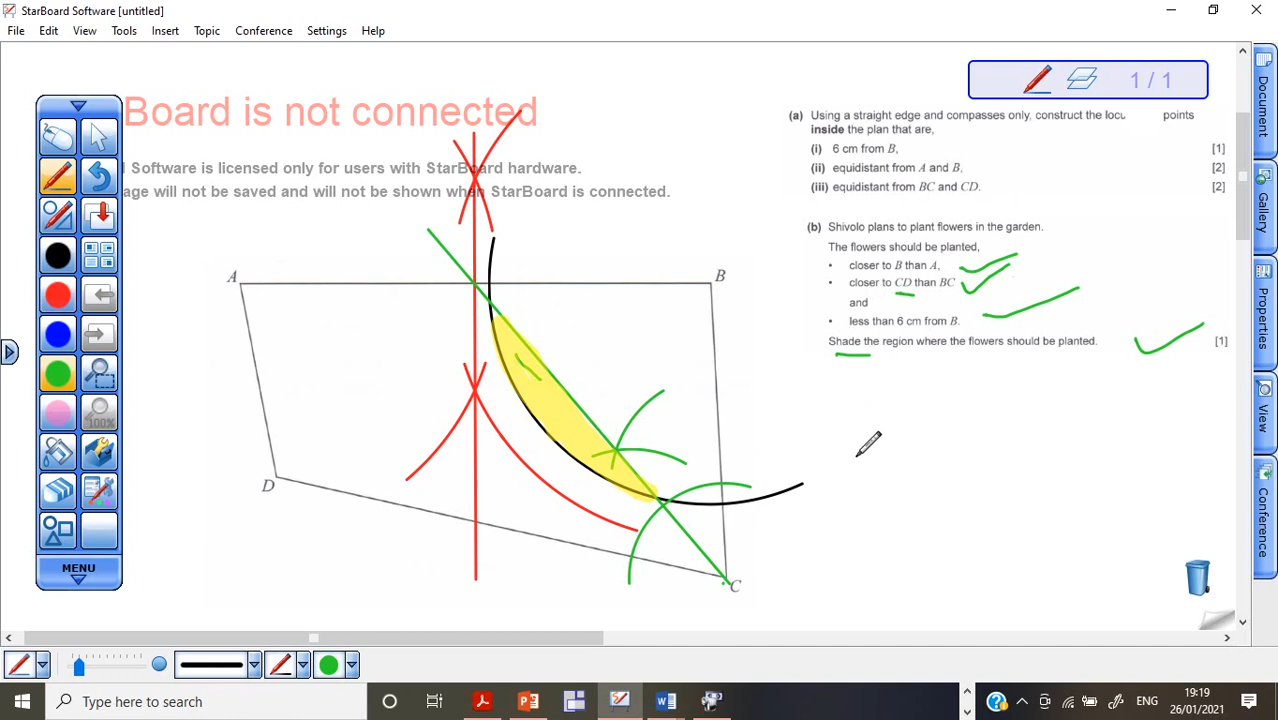 StarBoard Software [untitled]
File Edit View Tools Insert Topic Conference Settings Help
Board is not connected
Software is licensed only for users with StarBoard hardware.
age will not be saved and will not be shown when StarBoard is connected.
1 / 1
(a) Using a straight edge and compasses only, construct the locu points
inside the plan that are,
(i) 6 cm from B, [1]
(ii) equidistant from A and B, [2]
(iii) equidistant from BC and CD. [2]
(b) Shivolo plans to plant flowers in the garden.
The flowers should be planted,
• closer to B than A,
• closer to CD than BC
and
• less than 6 cm from B.
Shade the region where the flowers should be planted. [1]
A
B
D
C
100%
MENU
Document
Gallery
Properties
View
Conference
Type here to search
ENG
19:19
26/01/2021